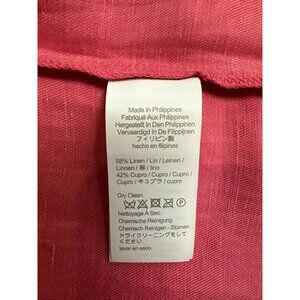 Made In Philippines
Fabriqué Aux Philippines
Hergestellt In Den Philippinen
Vervaardigd In De Filippijnen
フィリピン製
hecho en filipinas
58% Linen / Lin / Leinen /
Linnen / 麻 / lino
42% Cupro / Cupro / Cupro /
Cupro / キュプラ / cupro
Dry Clean.
Nettoyage À Sec.
Chemische Reinigung.
Chemisch Reinigen - Stomen.
ドライクリーニングをして
ください
lavar en seco.